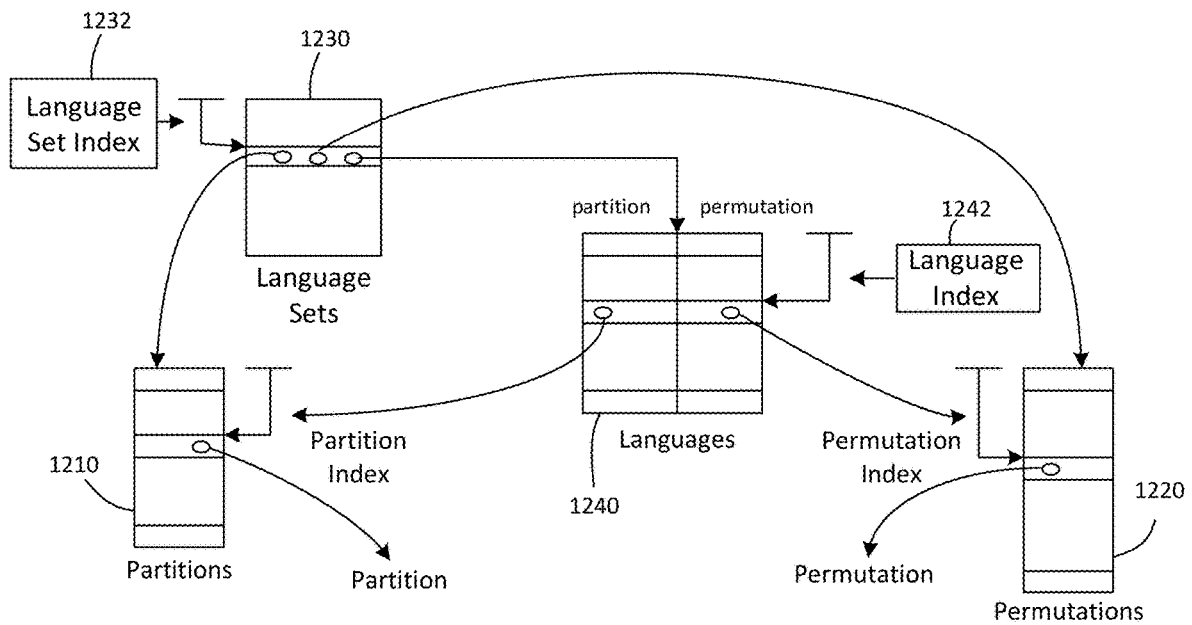 1232
1230
Language
Set Index
Language
Sets
partition
permutation
1242
Language
Index
Partition
Index
Languages
Permutation
Index
1210
1240
1220
Partitions
Partition
Permutation
Permutations